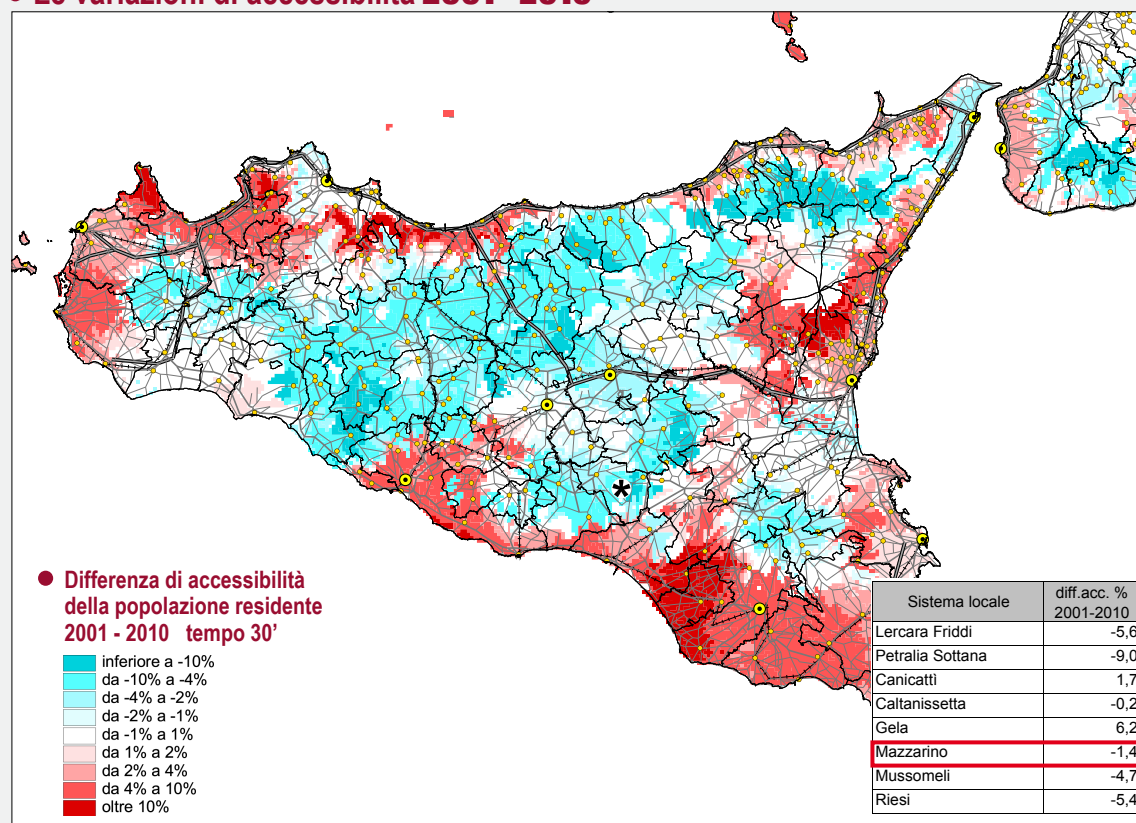 ● Differenza di accessibilità
della popolazione residente
2001 - 2010 tempo 30'
inferiore a -10%
da -10% a -4%
da -4% a -2%
da -2% a -1%
da -1% a 1%
da 1% a 2%
da 2% a 4%
da 4% a 10%
oltre 10%
Sistema locale diff.acc. % 2001-2010
Lercara Friddi -5,6
Petralia Sottana -9,0
Canicattì 1,7
Caltanissetta -0,2
Gela 6,2
Mazzarino -1,4
Mussomeli -4,7
Riesi -5,4